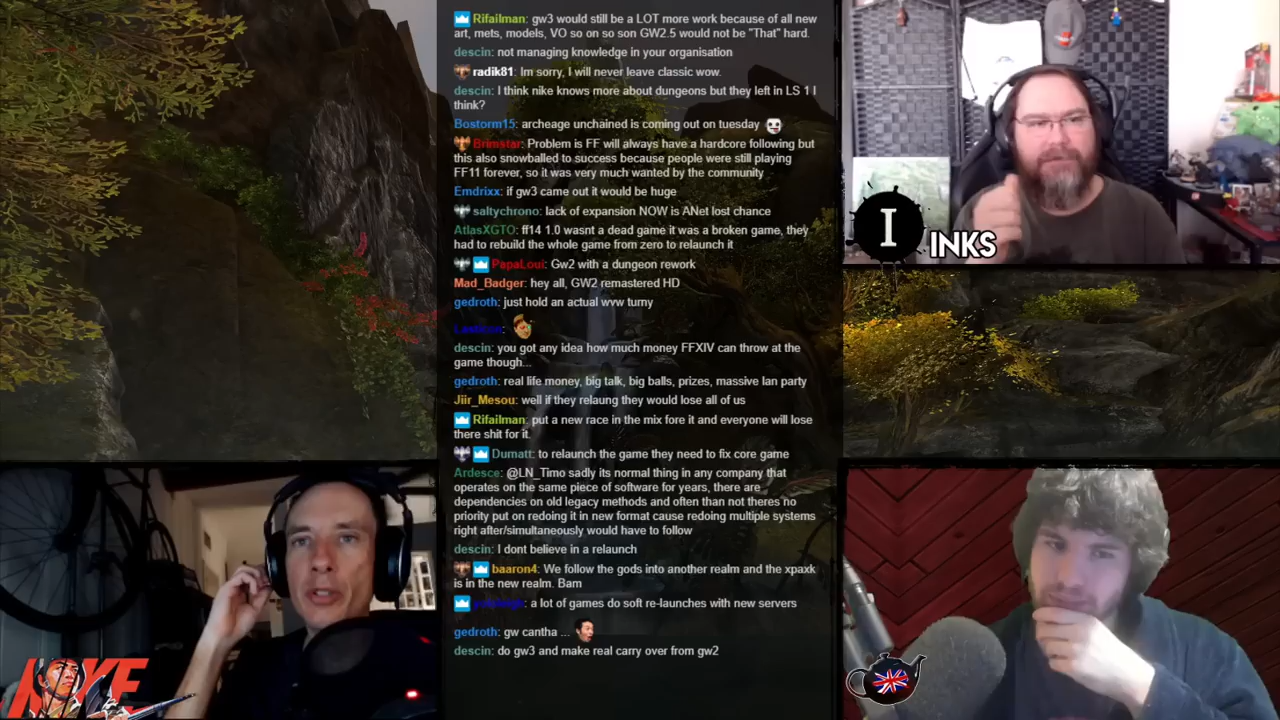 Rifailman: gw3 would still be a LOT more work because of all new
art, mets, models, VO so on so son GW2.5 would not be "That" hard.
descin: not managing knowledge in your organisation
radik81: Im sorry, I will never leave classic wow.
descin: I think nike knows more about dungeons but they left in LS 1 I
think?
Bostorm15: archeage unchained is coming out on tuesday
Brimstar: Problem is FF will always have a hardcore following but
this also snowballed to success because people were still playing
FF11 forever, so it was very much wanted by the community
Emdrixx: if gw3 came out it would be huge
saltychrono: lack of expansion NOW is ANet lost chance
AtlasXGTO: ff14 1.0 wasnt a dead game it was a broken game, they
had to rebuild the whole game from zero to relaunch it
PapaLoui: Gw2 with a dungeon rework
Mad_Badger: hey all, GW2 remastered HD
gedroth: just hold an actual wvw turny
descin: you got any idea how much money FFXIV can throw at the
game though...
gedroth: real life money, big talk, big balls, prizes, massive lan party
Jiir_Mesou: well if they relaung they would lose all of us
Rifailman: put a new race in the mix fore it and everyone will lose
there shit for it.
Dumatt: to relaunch the game they need to fix core game
Ardesce: @LN_Timo sadly its normal thing in any company that
operates on the same piece of software for years, there are
dependencies on old legacy methods and often than not theres no
priority put on redoing it in new format cause redoing multiple systems
right after/simultaneously would have to follow
descin: I dont believe in a relaunch
baaron4: We follow the gods into another realm and the xpaxk
is in the new realm. Bam
: a lot of games do soft re-launches with new servers
gedroth: gw cantha ...
descin: do gw3 and make real carry over from gw2
I INKS
NIKE